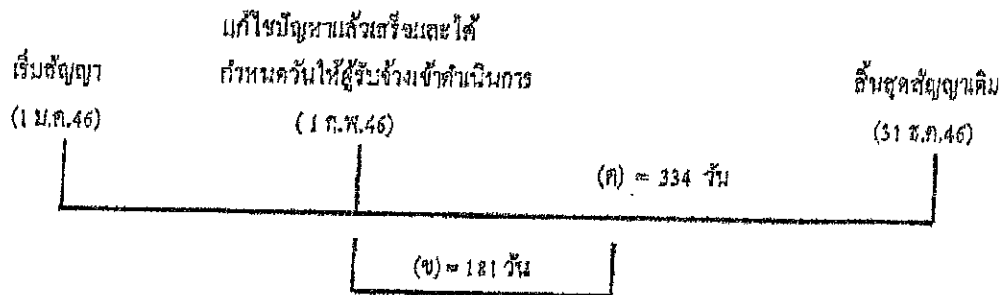 แก้ไขปัญหาแล้วเสร็จและได้
เริ่มสัญญา กำหนดวันให้ผู้รับจ้างเข้าดำเนินการ สิ้นสุดสัญญาเดิม
(1 ม.ค.46) (1 ก.พ.46) (31 ธ.ค.46)
(ค) = 334 วัน
(ข) = 181 วัน